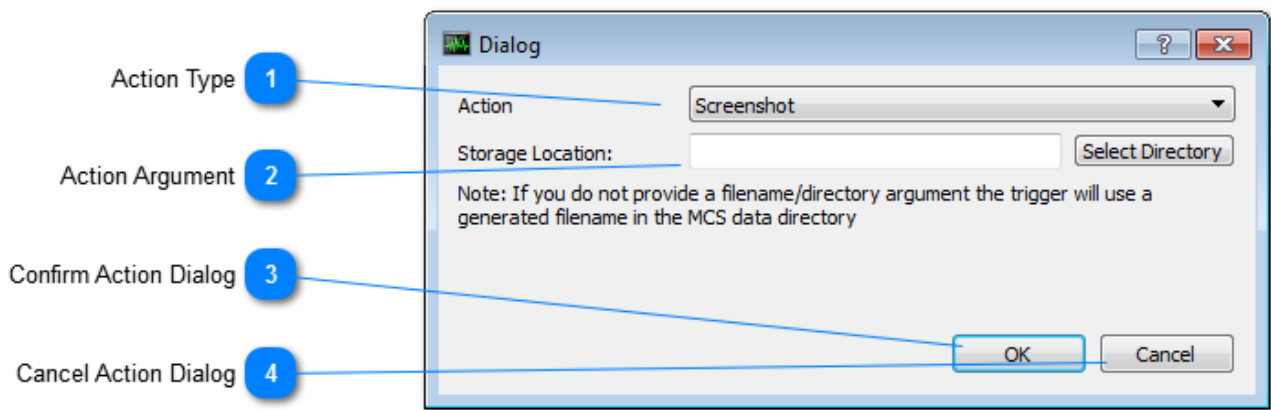 Dialog
?
Action Type 1
Action Screenshot
Storage Location: Select Directory
Action Argument 2
Note: If you do not provide a filename/directory argument the trigger will use a
generated filename in the MCS data directory
Confirm Action Dialog 3
OK Cancel
Cancel Action Dialog 4